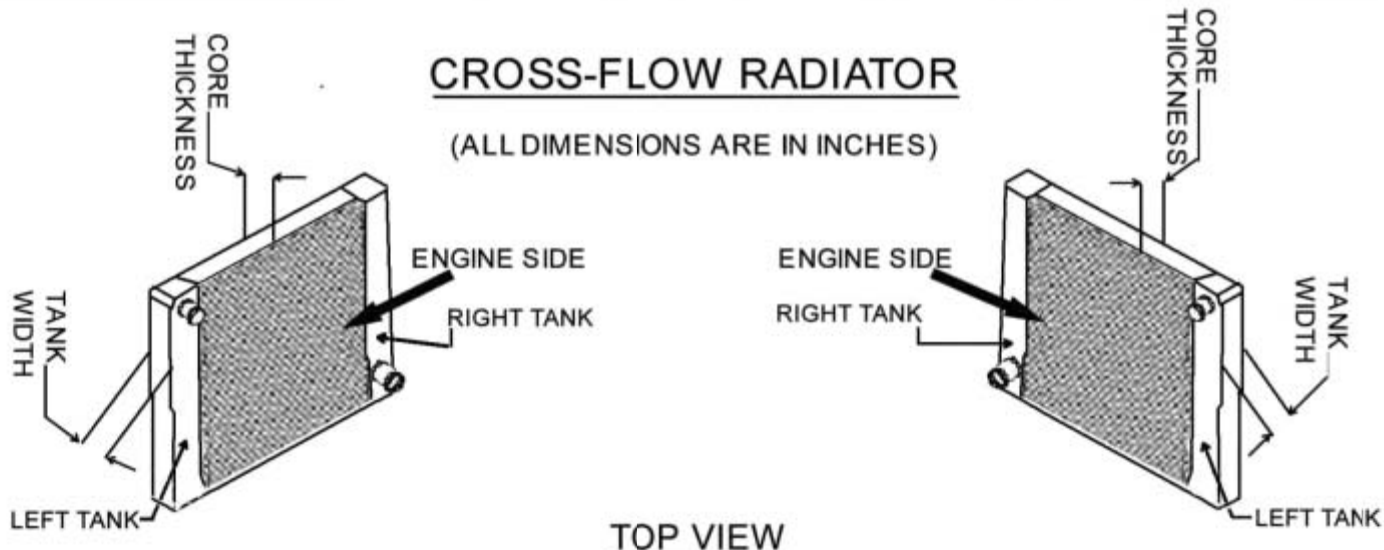 CORE
THICKNESS
CROSS-FLOW RADIATOR
(ALL DIMENSIONS ARE IN INCHES)
CORE
THICKNESS
ENGINE SIDE
RIGHT TANK
TANK
WIDTH
LEFT TANK
ENGINE SIDE
RIGHT TANK
TANK
WIDTH
LEFT TANK
TOP VIEW